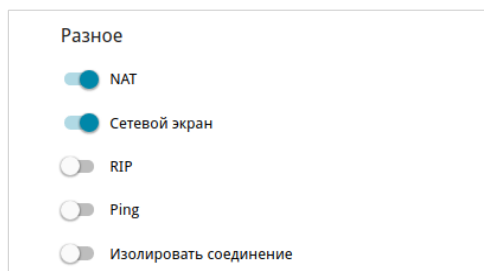 Разное
NAT
Сетевой экран
RIP
Ping
Изолировать соединение